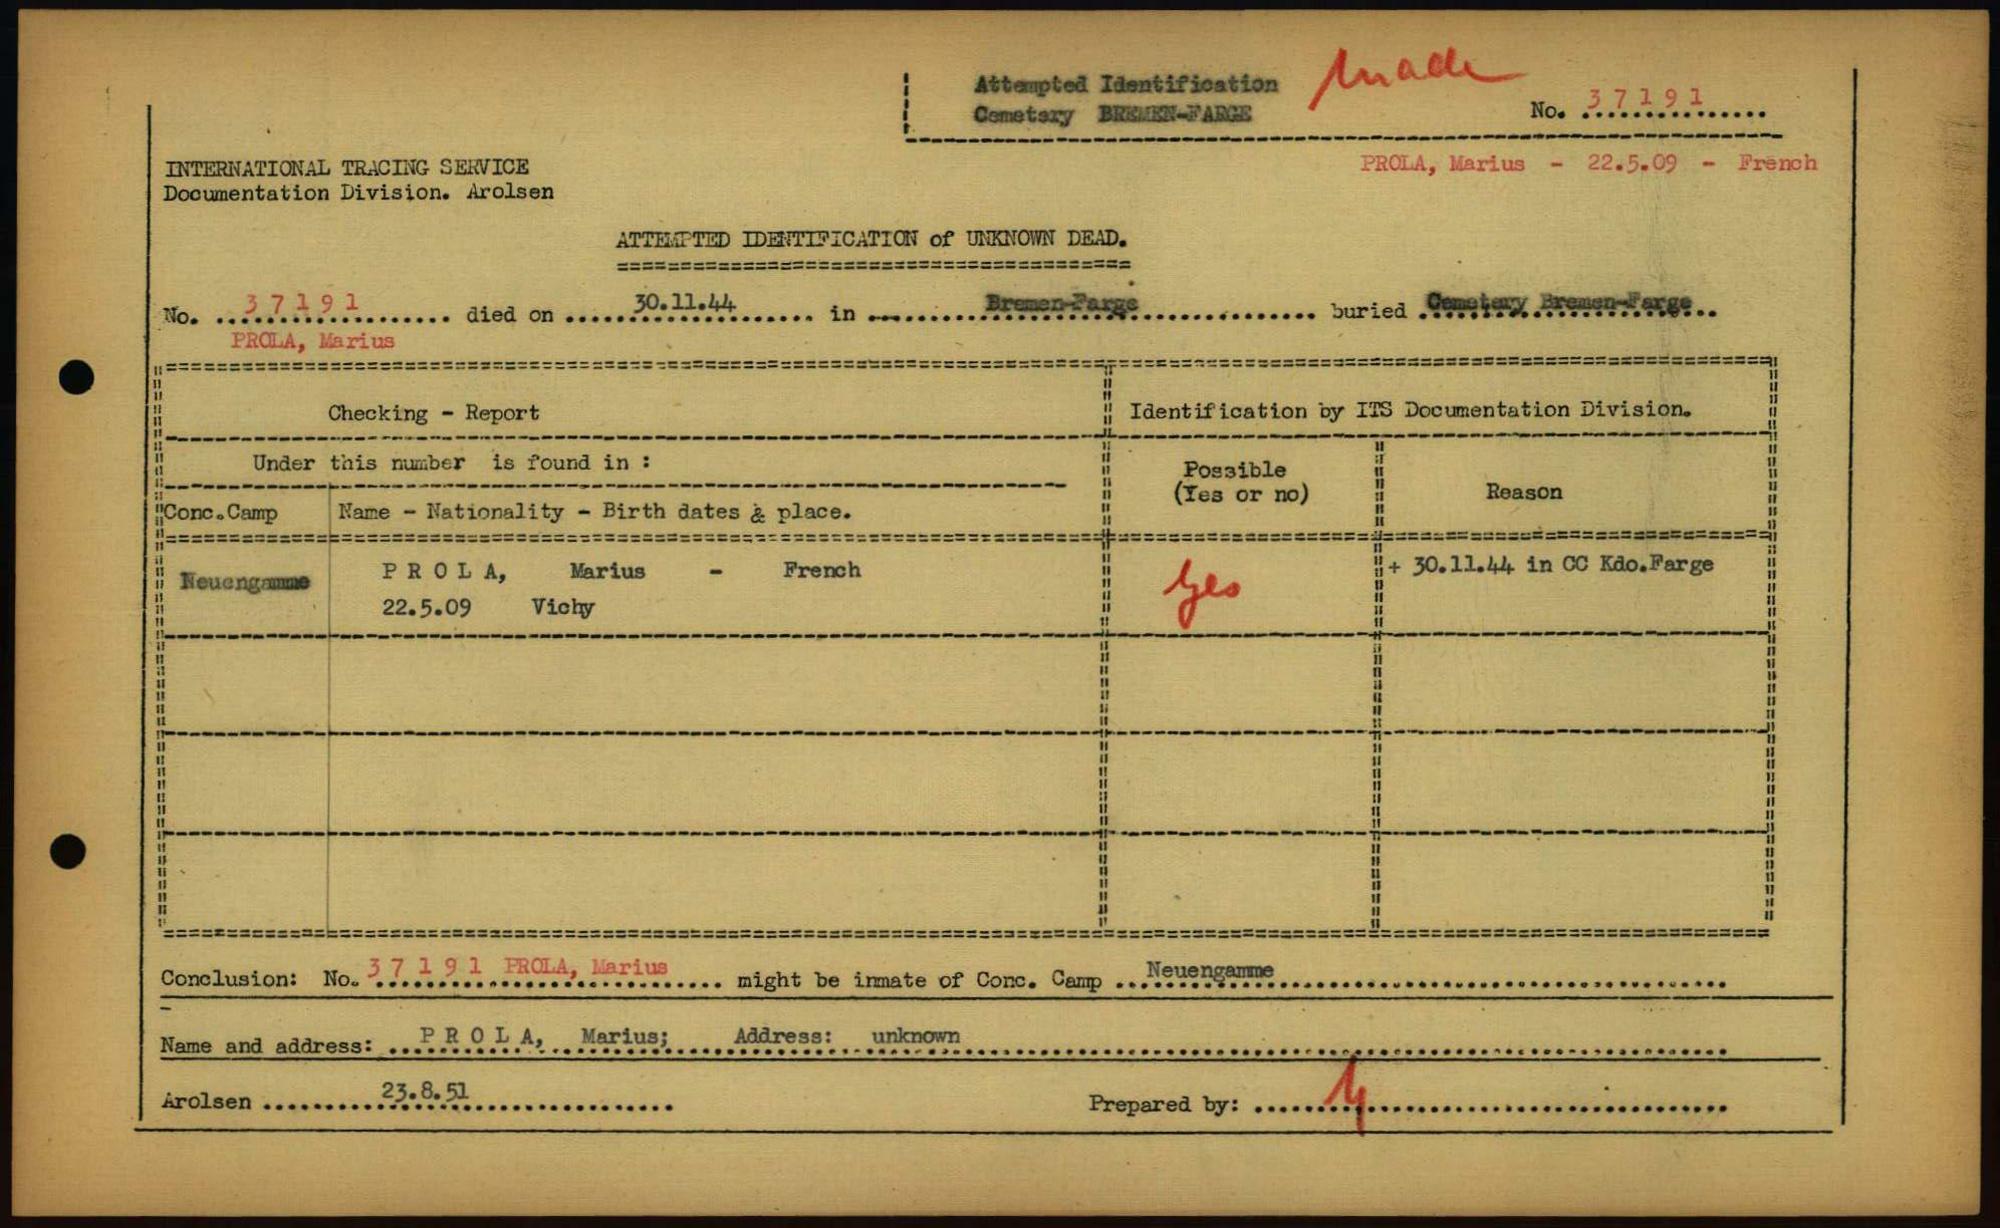 Attempted Identification
Cemetary BREMEN-FARGE
made
No. 37191
PROLA, Marius - 22.5.09 - French
INTERNATIONAL TRACING SERVICE
Documentation Division. Arolsen
ATTEMPTED IDENTIFICATION of UNKNOWN DEAD.
No. 37191 died on 30.11.44 in Bremen-Farge buried Cemetery Bremen-Farge
PROLA, Marius
Checking - Report
Identification by ITS Documentation Division.
Under this number is found in :
Possible
(Yes or no)
Reason
Conc.Camp
Name - Nationality - Birth dates & place.
Neuengamme
P R O L A, Marius - French
22.5.09 Vichy
Yes
+ 30.11.44 in CC Kdo.Farge
Conclusion: No. 37191 PROLA, Marius might be inmate of Conc. Camp Neuengamme
Name and address: P R O L A, Marius; Address: unknown
Arolsen 23.8.51
Prepared by: